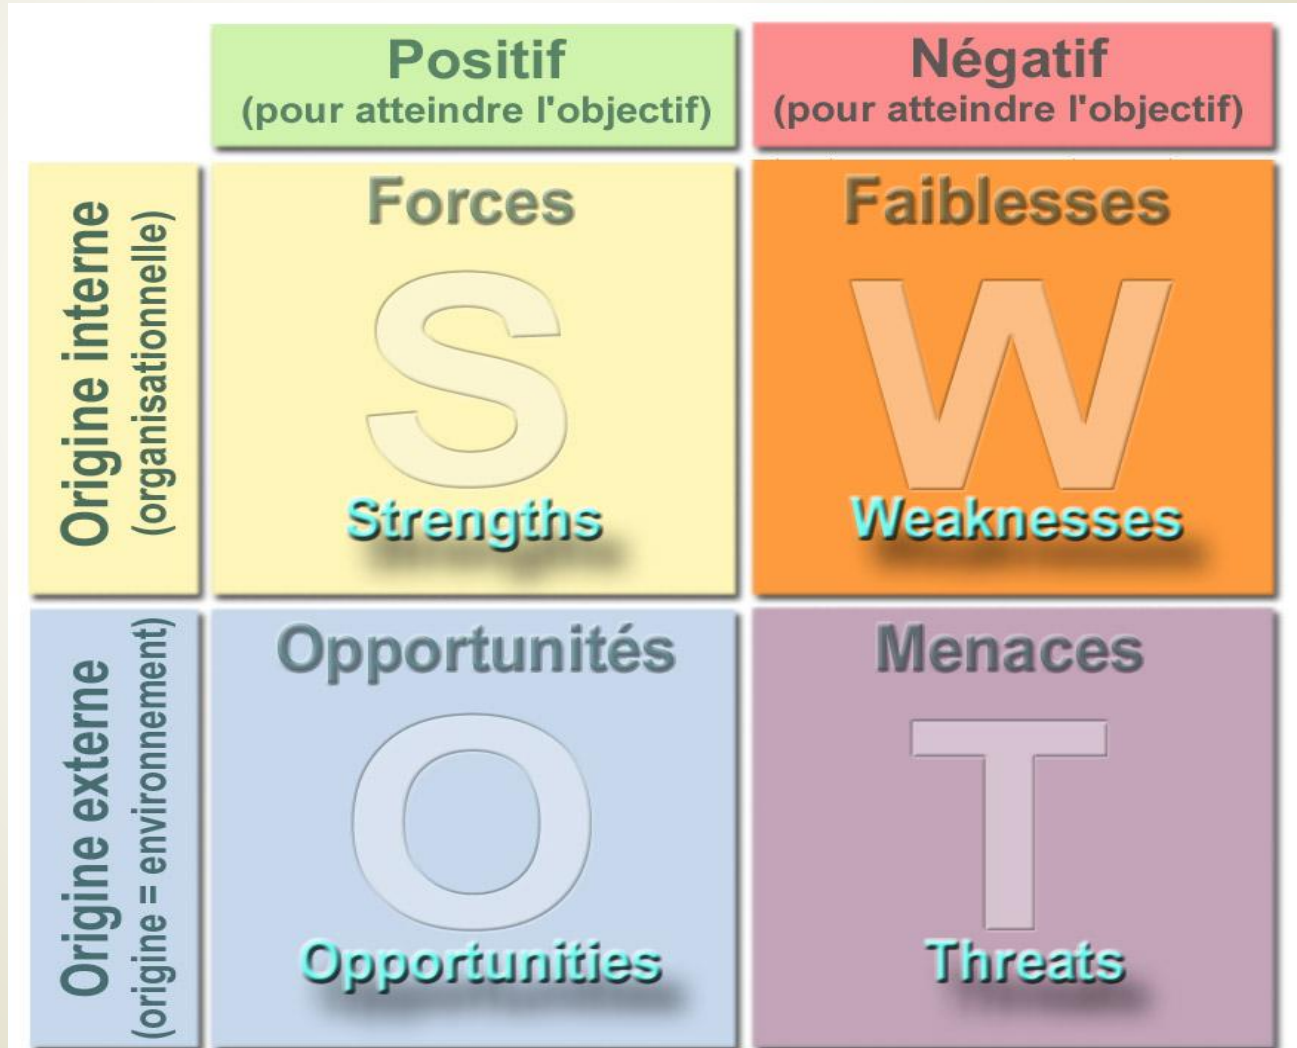 Positif
(pour atteindre l'objectif)
Négatif
(pour atteindre l'objectif)
Origine interne
(organisationnelle)
Forces
S
Strengths
Faiblesses
W
Weaknesses
Origine externe
(origine = environnement)
Opportunités
O
Opportunities
Menaces
T
Threats